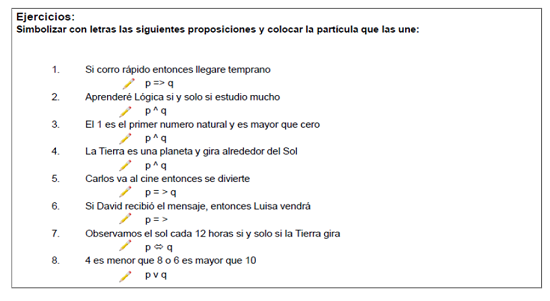 Ejercicios:
Simbolizar con letras las siguientes proposiciones y colocar la partícula que las une:
1. Si corro rápido entonces llegare temprano
p => q
2. Aprenderé Lógica si y solo si estudio mucho
p ^ q
3. El 1 es el primer numero natural y es mayor que cero
p ^ q
4. La Tierra es una planeta y gira alrededor del Sol
p ^ q
5. Carlos va al cine entonces se divierte
p = > q
6. Si David recibió el mensaje, entonces Luisa vendrá
p = >
7. Observamos el sol cada 12 horas si y solo si la Tierra gira
p ⇔ q
8. 4 es menor que 8 o 6 es mayor que 10
p v q